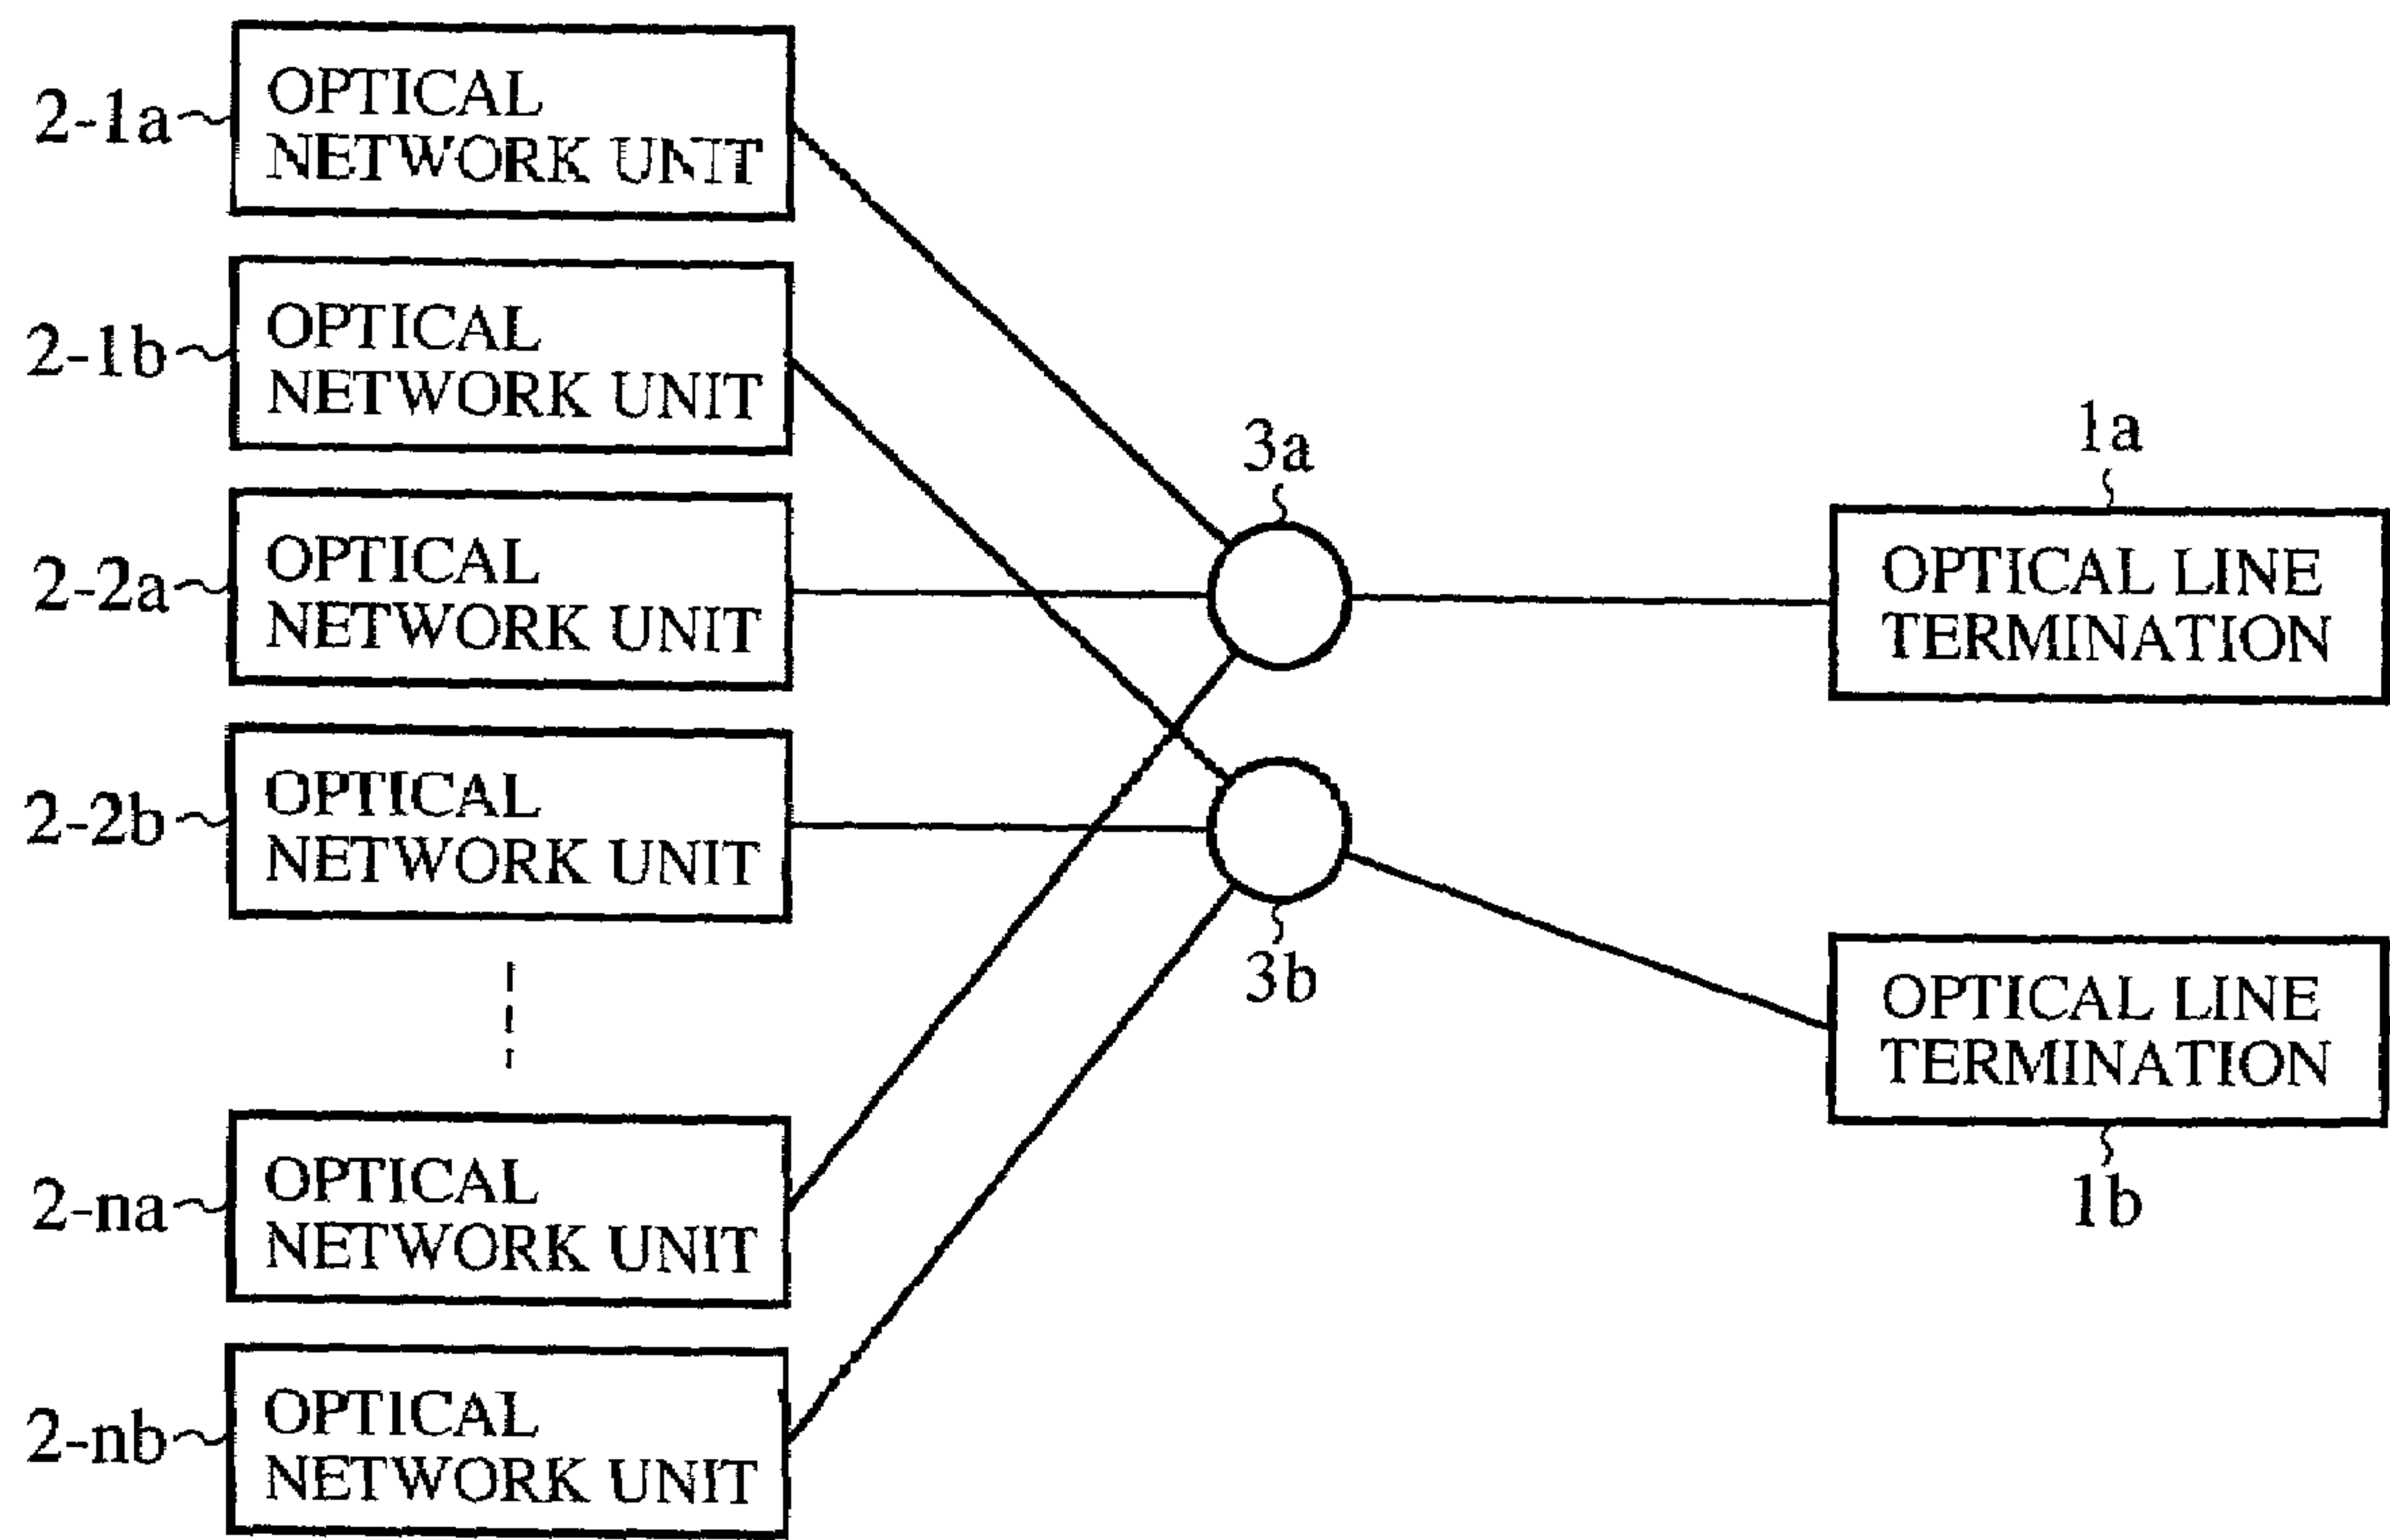 2-1a
OPTICAL
NETWORK UNIT
2-1b
OPTICAL
NETWORK UNIT
2-2a
OPTICAL
NETWORK UNIT
2-2b
OPTICAL
NETWORK UNIT
2-na
OPTICAL
NETWORK UNIT
2-nb
OPTICAL
NETWORK UNIT
3a
3b
1a
OPTICAL LINE
TERMINATION
OPTICAL LINE
TERMINATION
1b